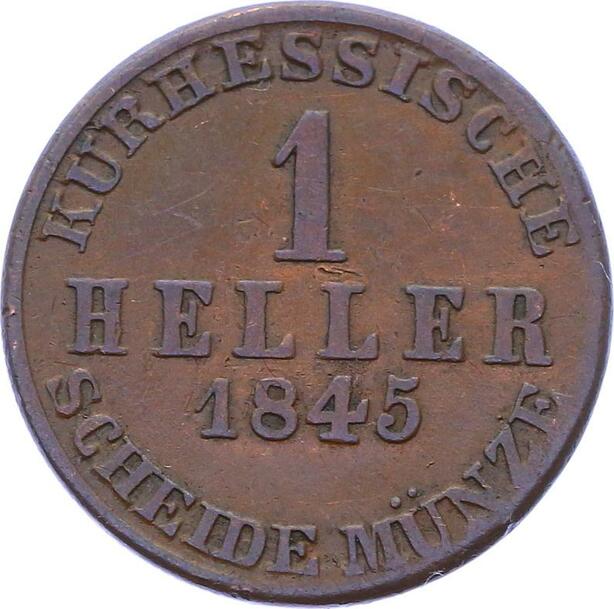 KURHESSISCHE
1
HELLER
1845
SCHEIDE MÜNZE